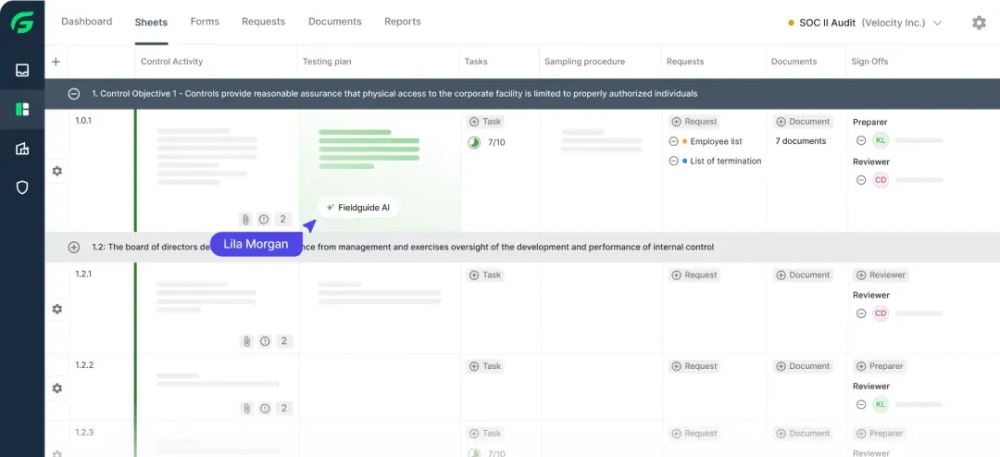 Dashboard Sheets Forms Requests Documents Reports
SOC II Audit (Velocity Inc.)
+ Control Activity Testing plan Tasks Sampling procedure Requests Documents Sign Offs
1. Control Objective 1 - Controls provide reasonable assurance that physical access to the corporate facility is limited to properly authorized individuals
1.0.1 Task Request Document Preparer
7/10 Employee list 7 documents KL
List of termination Reviewer
CD
Fieldguide AI
2
Lila Morgan
1.2: The board of directors de nce from management and exercises oversight of the development and performance of internal control
1.2.1 Task Request Document Reviewer
Reviewer
CD
2
1.2.2 Task Request Document Preparer
Reviewer
2 KL
1.2.3 Task Request Document Preparer
7/10 Reviewer